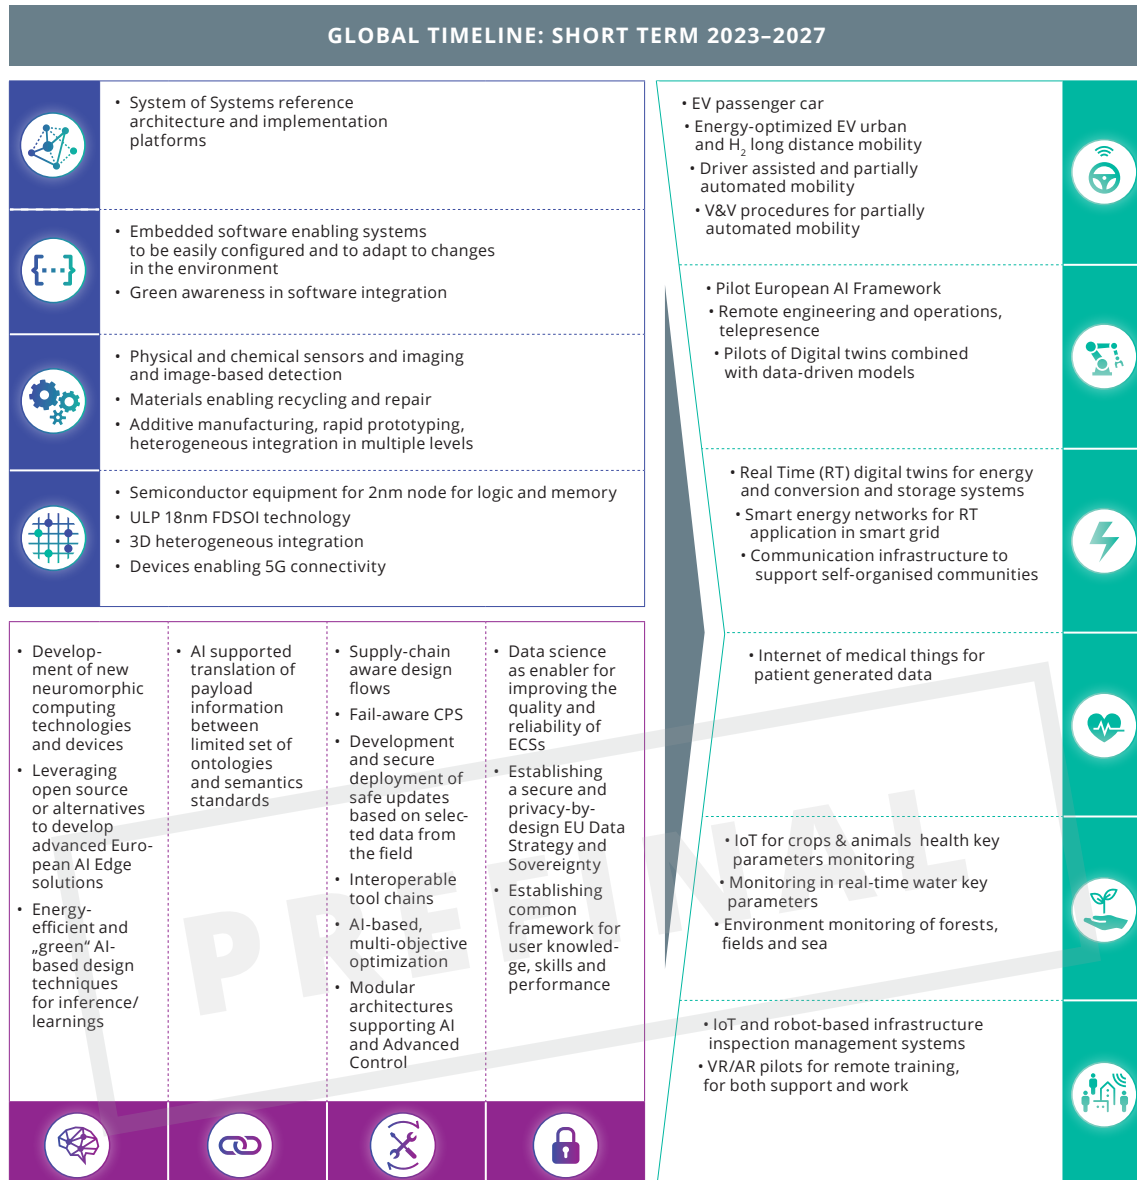 GLOBAL TIMELINE: SHORT TERM 2023–2027
• System of Systems reference
architecture and implementation
platforms
• Embedded software enabling systems
to be easily configured and to adapt to changes
in the environment
• Green awareness in software integration
• Physical and chemical sensors and imaging
and image-based detection
• Materials enabling recycling and repair
• Additive manufacturing, rapid prototyping,
heterogeneous integration in multiple levels
• Semiconductor equipment for 2nm node for logic and memory
• ULP 18nm FDSOI technology
• 3D heterogeneous integration
• Devices enabling 5G connectivity
• Develop-
ment of new
neuromorphic
computing
technologies
and devices
• Leveraging
open source
or alternatives
to develop
advanced Euro-
pean AI Edge
solutions
• Energy-
efficient and
„green“ AI-
based design
techniques
for inference/
learnings
• AI supported
translation of
payload
information
between
limited set of
ontologies
and semantics
standards
• Supply-chain
aware design
flows
• Fail-aware CPS
• Development
and secure
deployment of
safe updates
based on selec-
ted data from
the field
• Interoperable
tool chains
• AI-based,
multi-objective
optimization
• Modular
architectures
supporting AI
and Advanced
Control
• Data science
as enabler for
improving the
quality and
reliability of
ECSs
• Establishing
a secure and
privacy-by-
design EU Data
Strategy and
Sovereignty
• Establishing
common
framework for
user knowled-
ge, skills and
performance
• EV passenger car
• Energy-optimized EV urban
and H2 long distance mobility
• Driver assisted and partially
automated mobility
• V&V procedures for partially
automated mobility
• Pilot European AI Framework
• Remote engineering and operations,
telepresence
• Pilots of Digital twins combined
with data-driven models
• Real Time (RT) digital twins for energy
and conversion and storage systems
• Smart energy networks for RT
application in smart grid
• Communication infrastructure to
support self-organised communities
• Internet of medical things for
patient generated data
• IoT for crops & animals health key
parameters monitoring
• Monitoring in real-time water key
parameters
• Environment monitoring of forests,
fields and sea
• IoT and robot-based infrastructure
inspection management systems
• VR/AR pilots for remote training,
for both support and work
PREFINAL